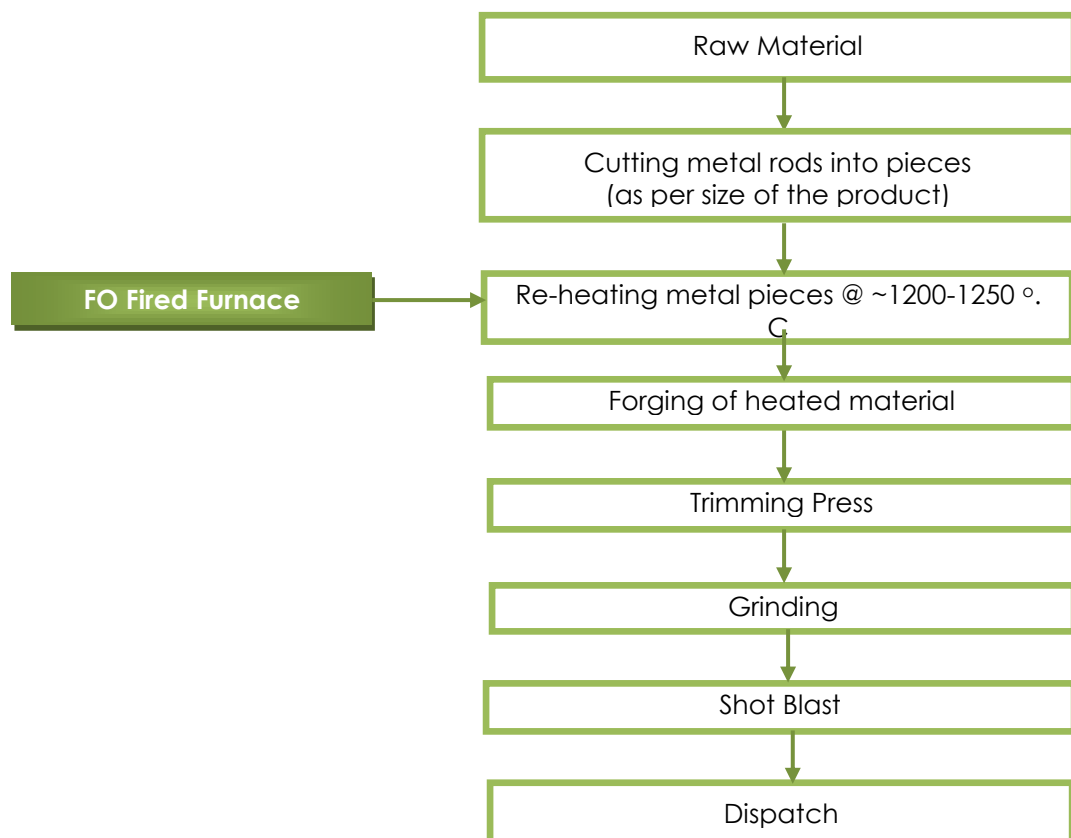 Raw Material
Cutting metal rods into pieces
(as per size of the product)
FO Fired Furnace
Re-heating metal pieces @ ~1200-1250 °.
C
Forging of heated material
Trimming Press
Grinding
Shot Blast
Dispatch